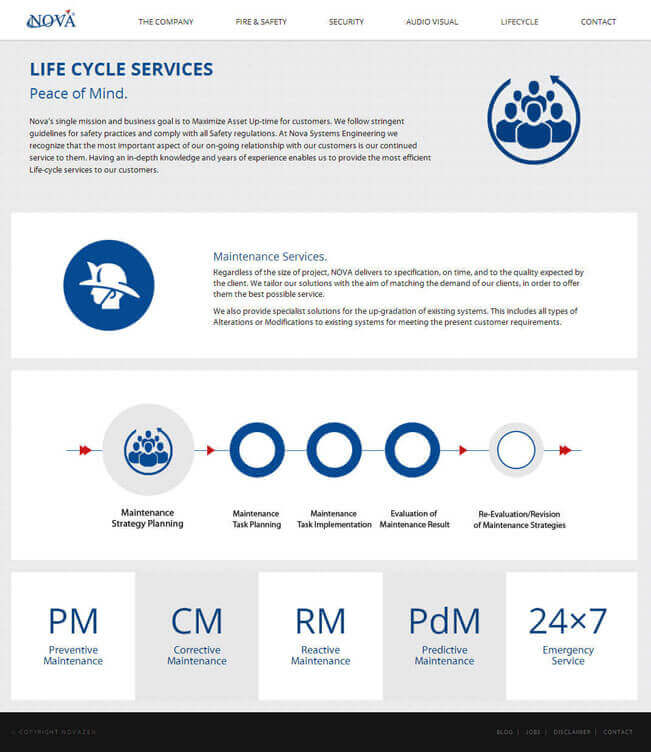 NOVA
THE COMPANY
FIRE & SAFETY
SECURITY
AUDIO VISUAL
LIFECYCLE
CONTACT
LIFE CYCLE SERVICES
Peace of Mind.
Nova's single mission and business goal is to Maximize Asset Up-time for customers. We follow stringent
guidelines for safety practices and comply with all Safety regulations. At Nova Systems Engineering we
recognize that the most important aspect of our on-going relationship with our customers is our continued
service to them. Having an in-depth knowledge and years of experience enables us to provide the most efficient
Life-cycle services to our customers.
Maintenance Services.
Regardless of the size of project, NOVA delivers to specification, on time, and to the quality expected by
the client. We tailor our solutions with the aim of matching the demand of our clients, in order to offer
them the best possible service.
We also provide specialist solutions for the up-gradation of existing systems. This includes all types of
Alterations or Modifications to existing systems for meeting the present customer requirements.
Maintenance
Strategy Planning
Maintenance
Task Planning
Maintenance
Task Implementation
Evaluation of
Maintenance Result
Re-Evaluation/Revision
of Maintenance Strategies
PM
Preventive
Maintenance
CM
Corrective
Maintenance
RM
Reactive
Maintenance
PdM
Predictive
Maintenance
24×7
Emergency
Service
© COPYRIGHT NOVAZEN
BLOG | JOBS | DISCLAIMER | CONTACT